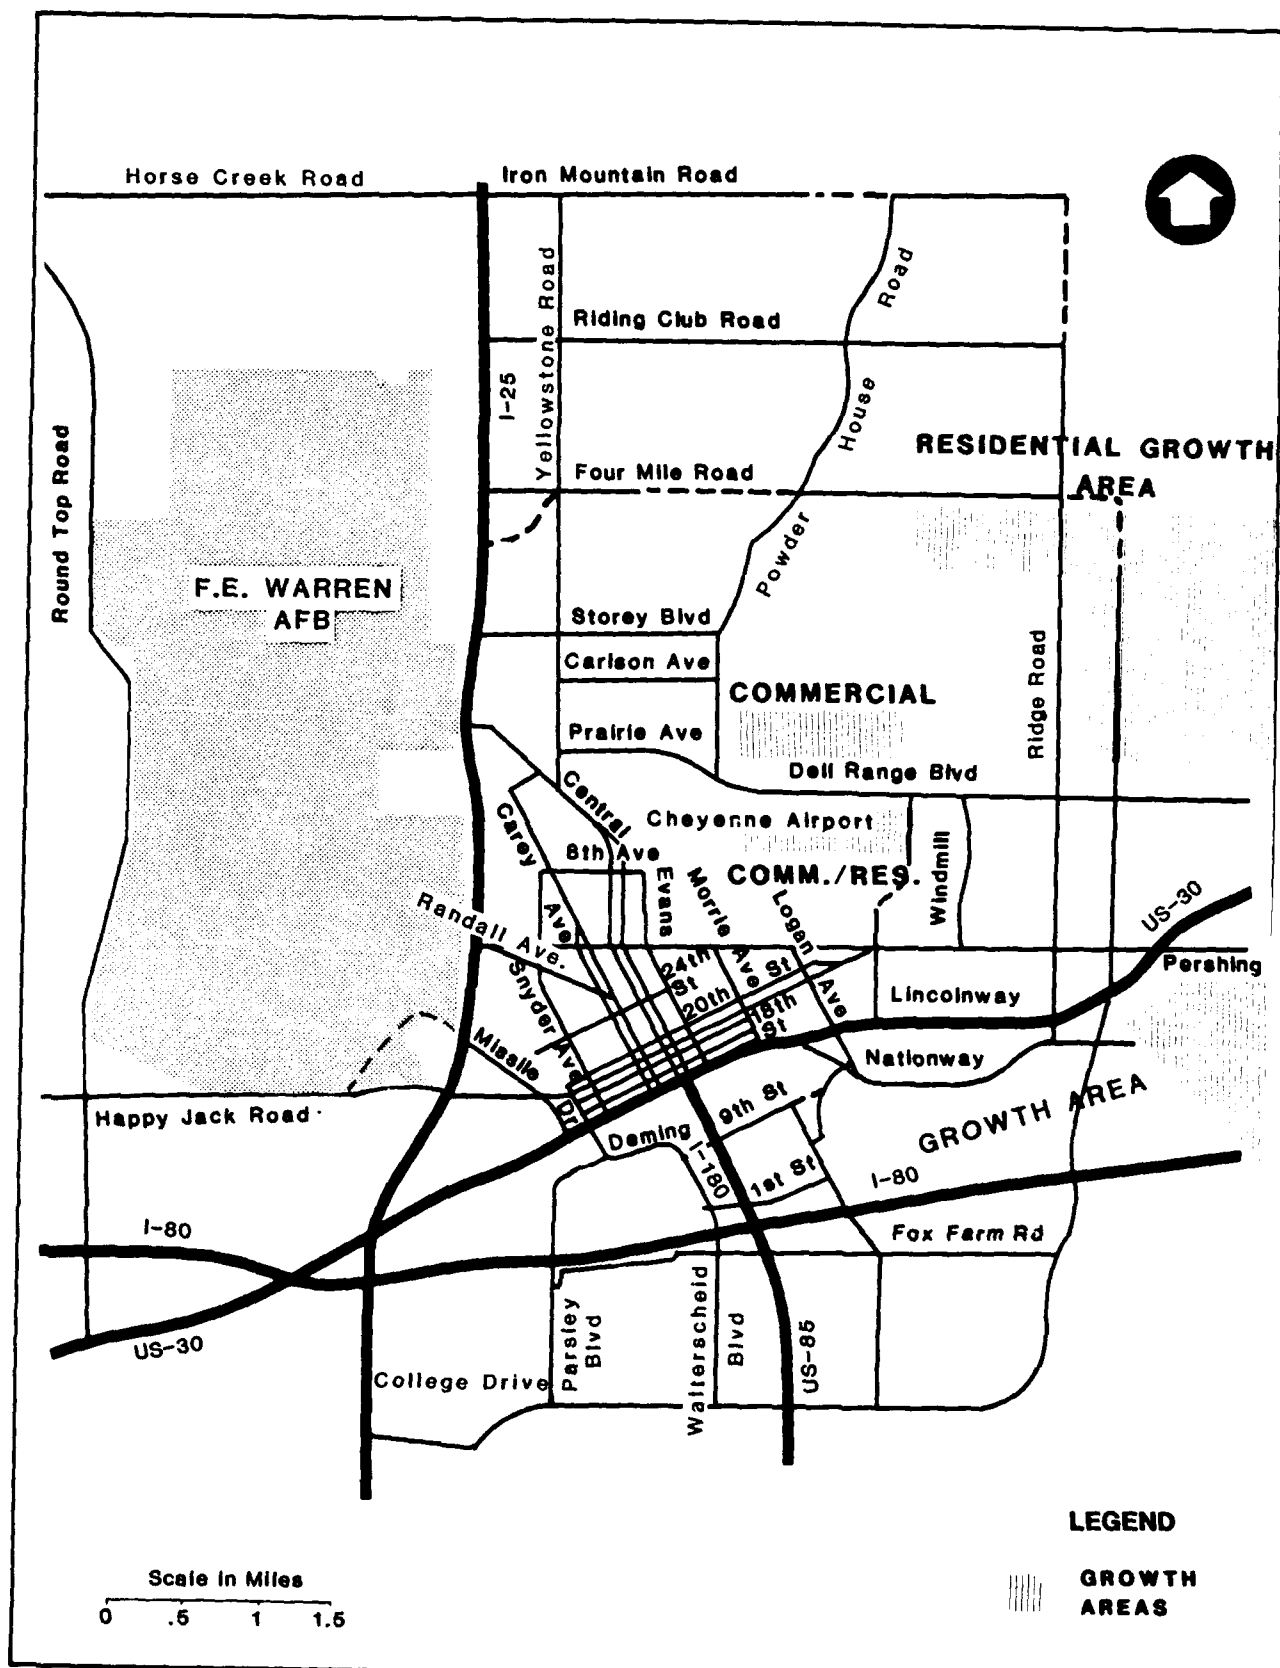 Horse Creek Road
Iron Mountain Road
Road
Yellowstone Road
Riding Club Road
I-25
House
RESIDENTIAL GROWTH
AREA
Four Mile Road
Round Top Road
Powder
F.E. WARREN
AFB
Storey Blvd
Carlson Ave
COMMERCIAL
Ridge Road
Prairie Ave
Dell Range Blvd
Central
Carey
Cheyenne Airport
8th Ave
COMM./RES.
Windmill
Evans
Morrie
Logan
US-30
Randall Ave.
Ave
Ave
24th
St
St
Pershing
Snyder
20th
Ave
Lincolnway
18th
St
Missile
Ave
Nationway
Happy Jack Road
Dr
9th St
GROWTH AREA
Deming
I-180
1st St
I-80
I-80
Fox Farm Rd
US-30
Parsley
Blvd
Walterscheid
Blvd
US-85
College Drive
LEGEND
GROWTH
AREAS
Scale in Miles
0 .5 1 1.5